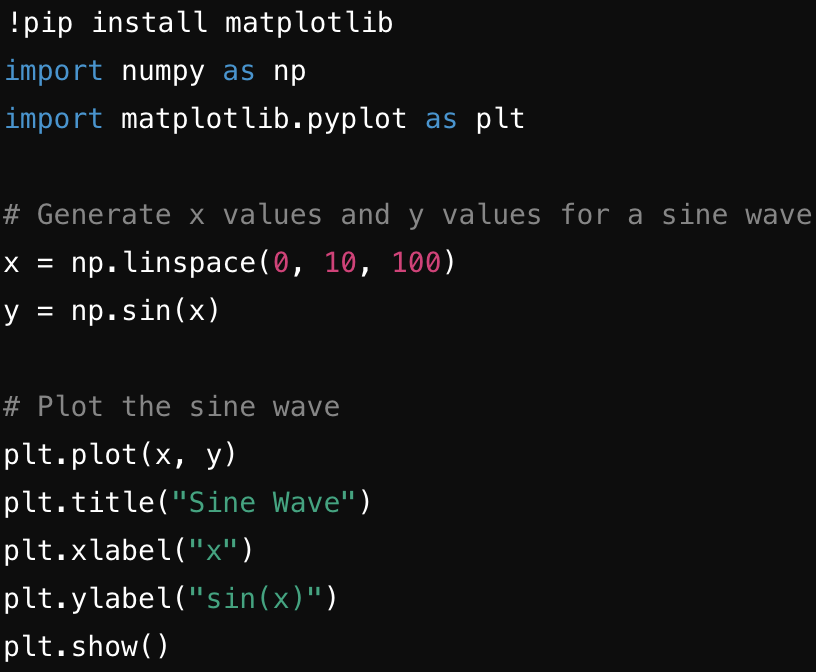 !pip install matplotlib
import numpy as np
import matplotlib.pyplot as plt
# Generate x values and y values for a sine wave
x = np.linspace(0, 10, 100)
y = np.sin(x)
# Plot the sine wave
plt.plot(x, y)
plt.title("Sine Wave")
plt.xlabel("x")
plt.ylabel("sin(x)")
plt.show()